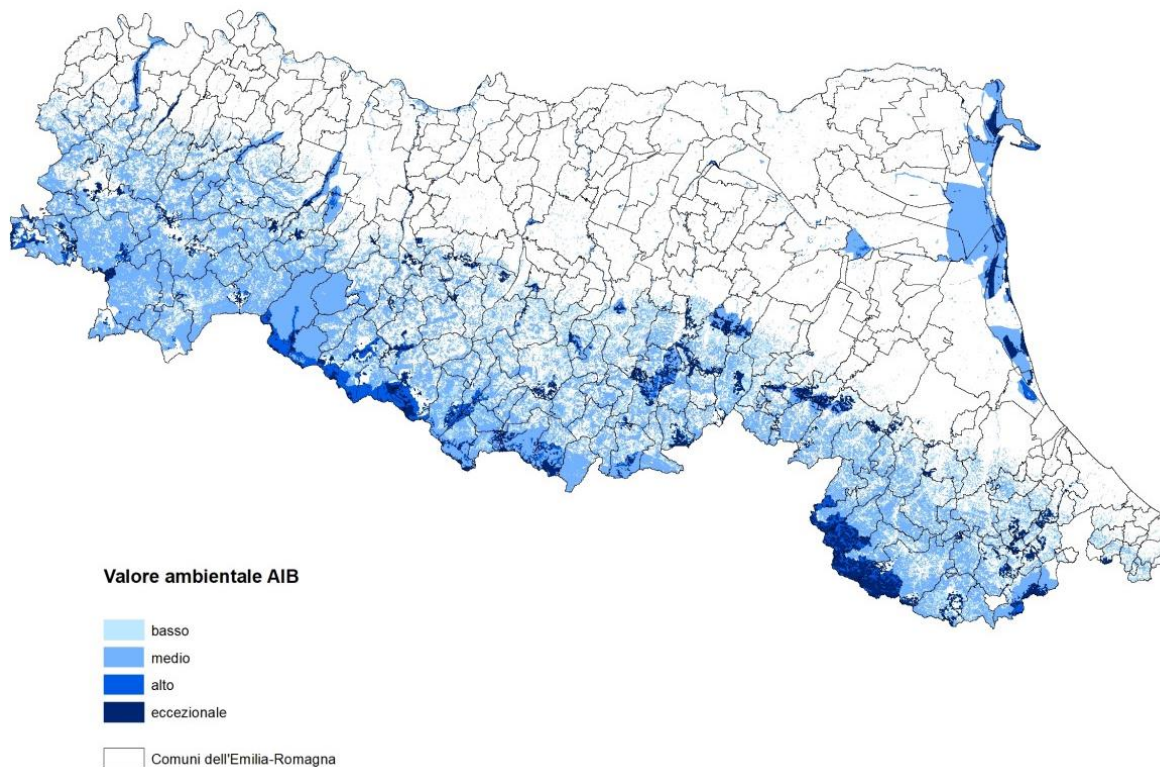 Valore ambientale AIB
basso
medio
alto
eccezionale
Comuni dell'Emilia-Romagna